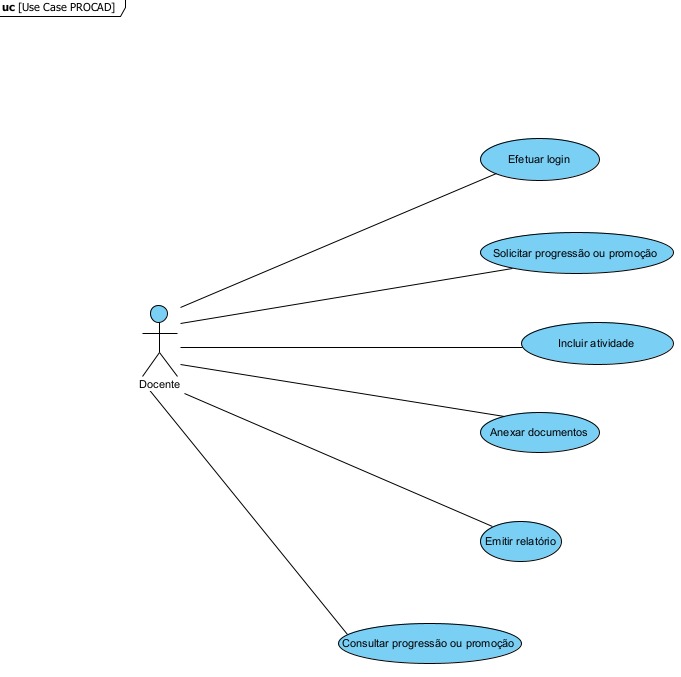 uc [Use Case PROCAD]
Efetuar login
Solicitar progressão ou promoção
Incluir atividade
Docente
Anexar documentos
Emitir relatório
Consultar progressão ou promoção